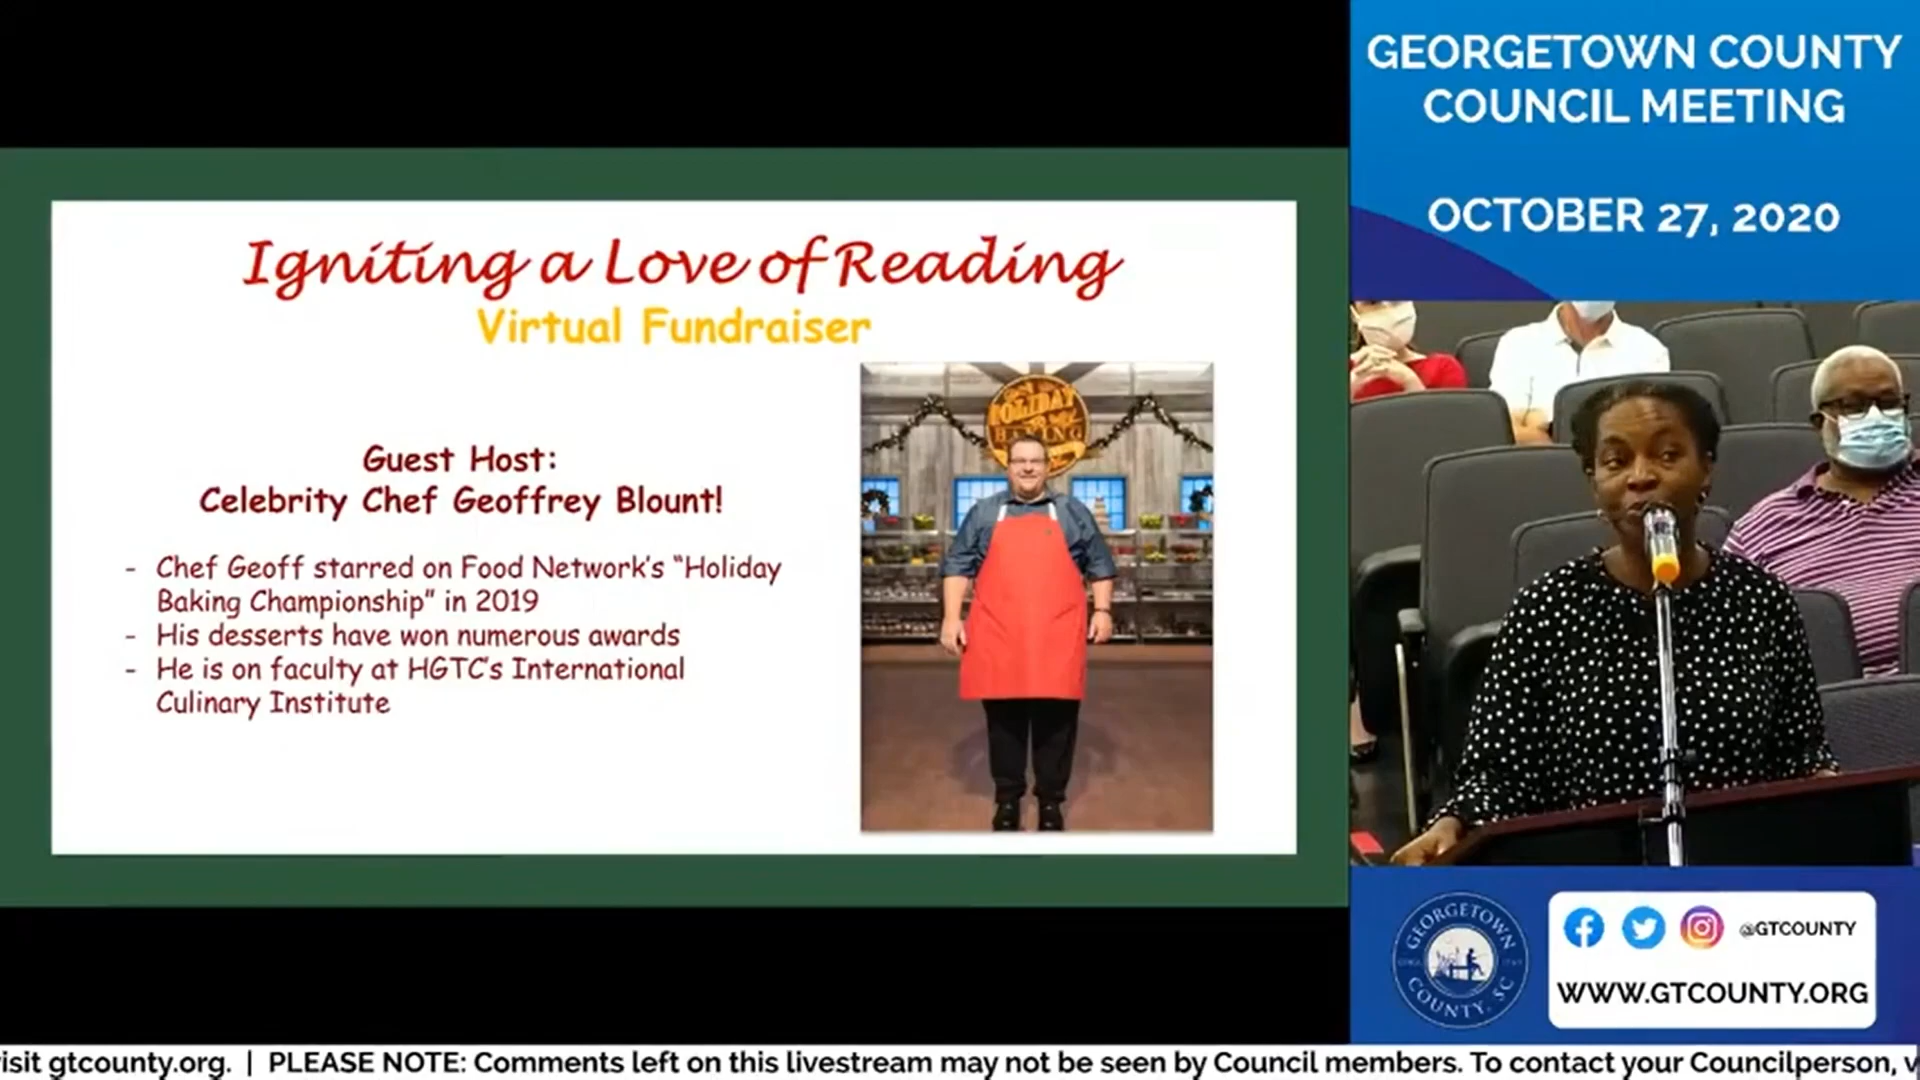 Igniting a Love of Reading
Virtual Fundraiser
Guest Host:
Celebrity Chef Geoffrey Blount!
- Chef Geoff starred on Food Network's "Holiday
Baking Championship" in 2019
- His desserts have won numerous awards
- He is on faculty at HGTC's International
Culinary Institute
HOLIDAY
BAKING
GEORGETOWN COUNTY
COUNCIL MEETING
OCTOBER 27, 2020
GEORGETOWN
COUNTY, SC
@GTCOUNTY
WWW.GTCOUNTY.ORG
isit gtcounty.org. | PLEASE NOTE: Comments left on this livestream may not be seen by Council members. To contact your Councilperson, v